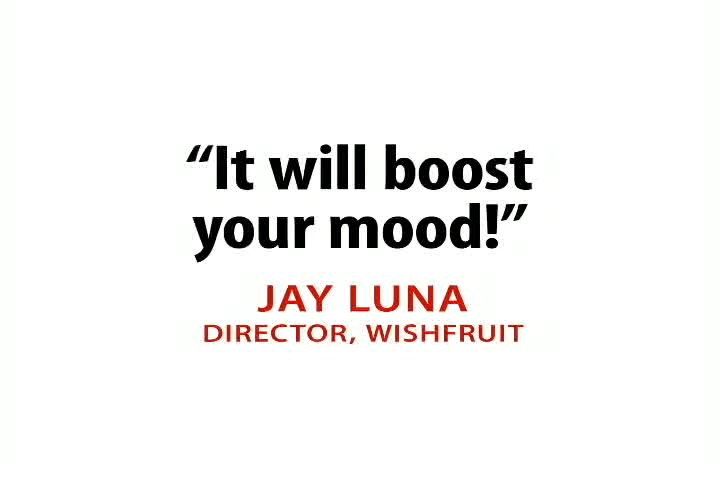 “It will boost
your mood!”
JAY LUNA
DIRECTOR, WISHFRUIT